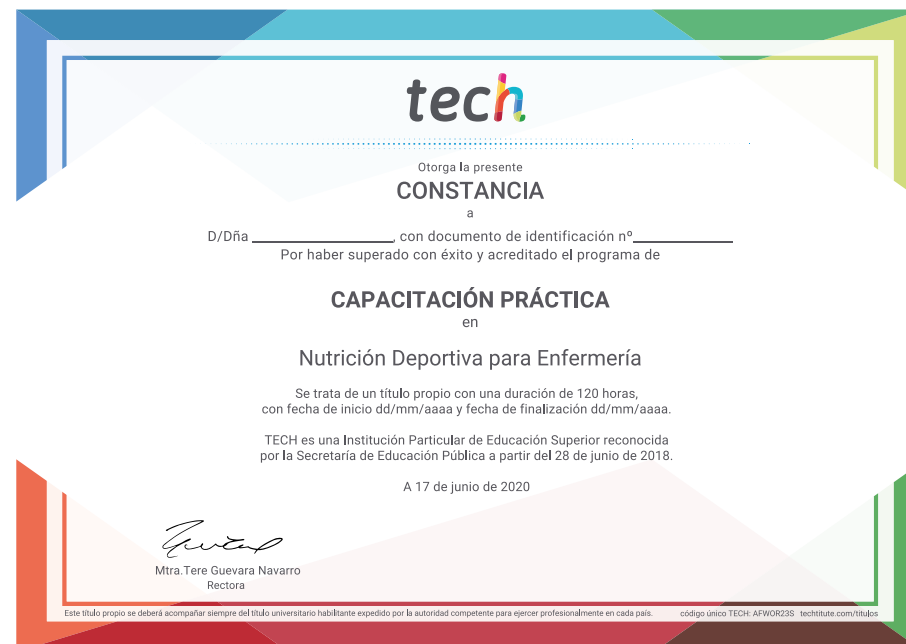 tech
Otorga la presente
CONSTANCIA
a
D/Dña ________________, con documento de identificación nº____________
Por haber superado con éxito y acreditado el programa de
CAPACITACIÓN PRÁCTICA
en
Nutrición Deportiva para Enfermería
Se trata de un título propio con una duración de 120 horas,
con fecha de inicio dd/mm/aaaa y fecha de finalización dd/mm/aaaa.
TECH es una Institución Particular de Educación Superior reconocida
por la Secretaría de Educación Pública a partir del 28 de junio de 2018.
A 17 de junio de 2020
Mtra.Tere Guevara Navarro
Rectora
Este título propio se deberá acompañar siempre del título universitario habilitante expedido por la autoridad competente para ejercer profesionalmente en cada país. código único TECH: AFWOR23S techtitute.com/titulos